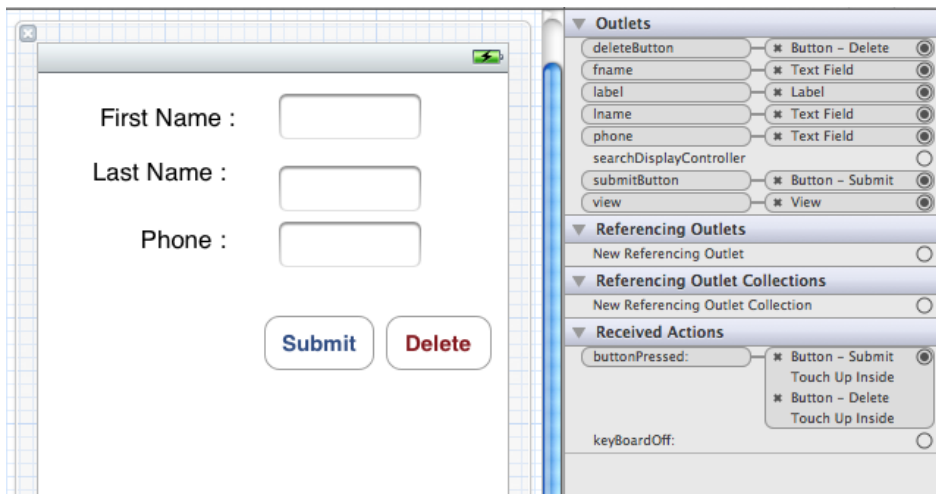 First Name :
Last Name :
Phone :
Submit Delete
Outlets
deleteButton Button – Delete
fname Text Field
label Label
lname Text Field
phone Text Field
searchDisplayController
submitButton Button – Submit
view View
Referencing Outlets
New Referencing Outlet
Referencing Outlet Collections
New Referencing Outlet Collection
Received Actions
buttonPressed: Button – Submit
Touch Up Inside
Button – Delete
Touch Up Inside
keyBoardOff: